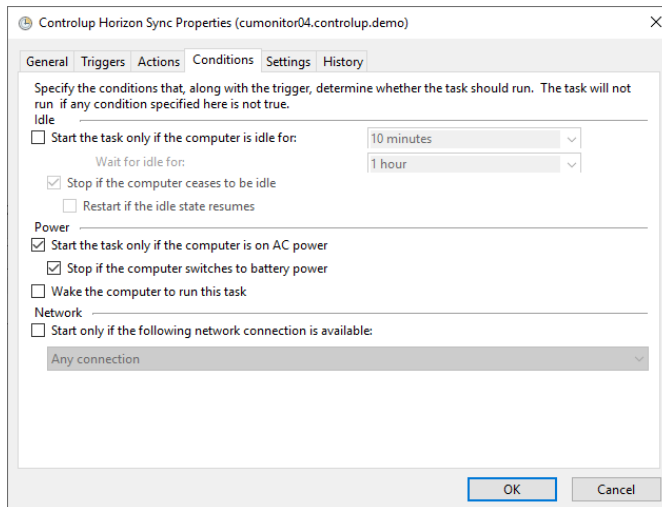 Controlup Horizon Sync Properties (cumonitor04.controlup.demo)
General Triggers Actions Conditions Settings History
Specify the conditions that, along with the trigger, determine whether the task should run. The task will not
run if any condition specified here is not true.
Idle
Start the task only if the computer is idle for: 10 minutes
Wait for idle for: 1 hour
Stop if the computer ceases to be idle
Restart if the idle state resumes
Power
Start the task only if the computer is on AC power
Stop if the computer switches to battery power
Wake the computer to run this task
Network
Start only if the following network connection is available:
Any connection
OK Cancel